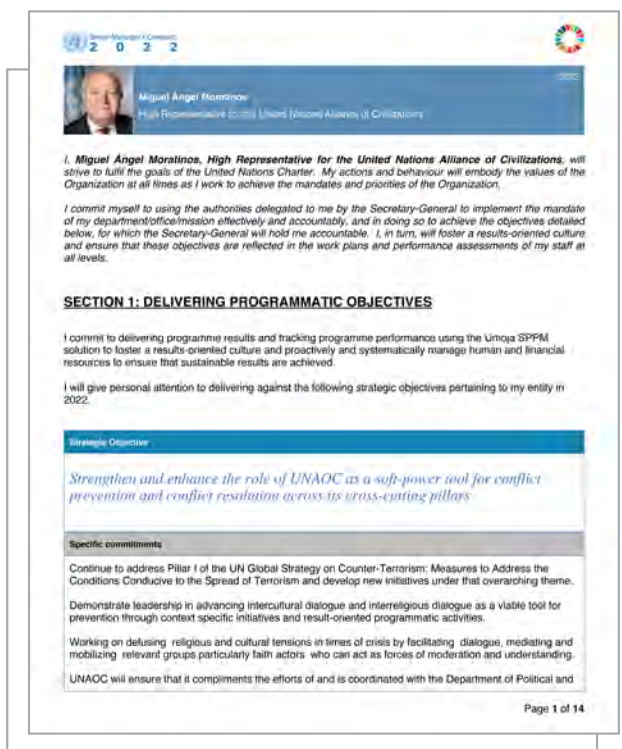 Senior Manager's Compact
2 0 2 2
2022
Miguel Ángel Moratinos
High Representative for the United Nations Alliance of Civilizations
I, Miguel Ángel Moratinos, High Representative for the United Nations Alliance of Civilizations, will
strive to fulfil the goals of the United Nations Charter. My actions and behaviour will embody the values of the
Organization at all times as I work to achieve the mandates and priorities of the Organization.
I commit myself to using the authorities delegated to me by the Secretary-General to implement the mandate
of my department/office/mission effectively and accountably, and in doing so to achieve the objectives detailed
below, for which the Secretary-General will hold me accountable. I, in turn, will foster a results-oriented culture
and ensure that these objectives are reflected in the work plans and performance assessments of my staff at
all levels.
SECTION 1: DELIVERING PROGRAMMATIC OBJECTIVES
I commit to delivering programme results and tracking programme performance using the Umoja SPPM
solution to foster a results-oriented culture and proactively and systematically manage human and financial
resources to ensure that sustainable results are achieved.
I will give personal attention to delivering against the following strategic objectives pertaining to my entity in
2022.
Strategic Objective
Strengthen and enhance the role of UNAOC as a soft-power tool for conflict
prevention and conflict resolution across its cross-cutting pillars
Specific commitments
Continue to address Pillar I of the UN Global Strategy on Counter-Terrorism: Measures to Address the
Conditions Conducive to the Spread of Terrorism and develop new initiatives under that overarching theme.
Demonstrate leadership in advancing intercultural dialogue and interreligious dialogue as a viable tool for
prevention through context specific initiatives and result-oriented programmatic activities.
Working on defusing religious and cultural tensions in times of crisis by facilitating dialogue, mediating and
mobilizing relevant groups particularly faith actors who can act as forces of moderation and understanding.
UNAOC will ensure that it compliments the efforts of and is coordinated with the Department of Political and
Page 1 of 14